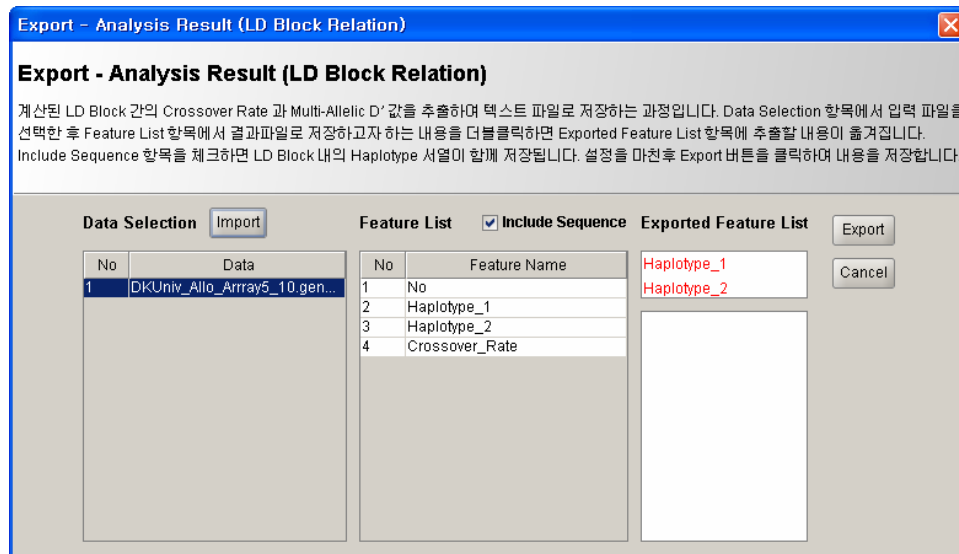 Export - Analysis Result (LD Block Relation)
Export - Analysis Result (LD Block Relation)
계산된 LD Block 간의 Crossover Rate 과 Multi-Allelic D' 값을 추출하여 텍스트 파일로 저장하는 과정입니다. Data Selection 항목에서 입력 파일을
선택한 후 Feature List 항목에서 결과파일로 저장하고자 하는 내용을 더블클릭하면 Exported Feature List 항목에 추출할 내용이 옮겨집니다.
Include Sequence 항목을 체크하면 LD Block 내의 Haplotype 서열이 함께 저장됩니다. 설정을 마친후 Export 버튼을 클릭하여 내용을 저장합니다
Data Selection Import Feature List Include Sequence Exported Feature List Export
No Data No Feature Name Haplotype_1 Cancel
1 DKUniv_Allo_Arrray5_10.gen... 1 No Haplotype_2
2 Haplotype_1
3 Haplotype_2
4 Crossover_Rate